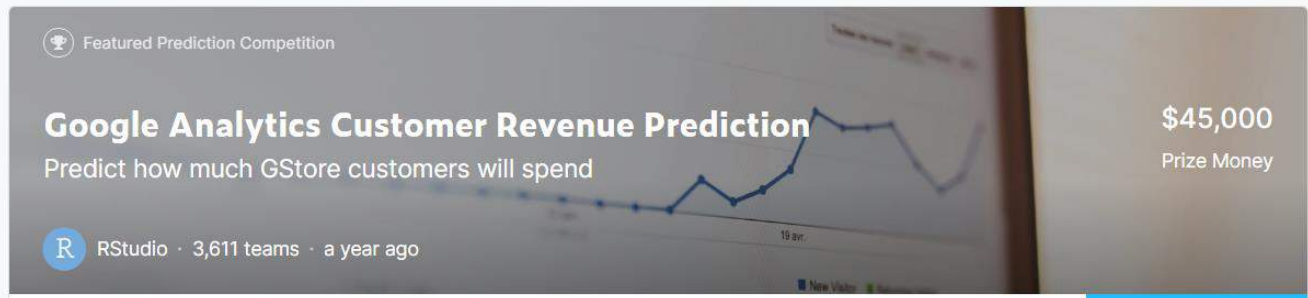 Featured Prediction Competition
Google Analytics Customer Revenue Prediction
$45,000
Predict how much GStore customers will spend
Prize Money
R RStudio · 3,611 teams · a year ago
19 avr.
New Visitor